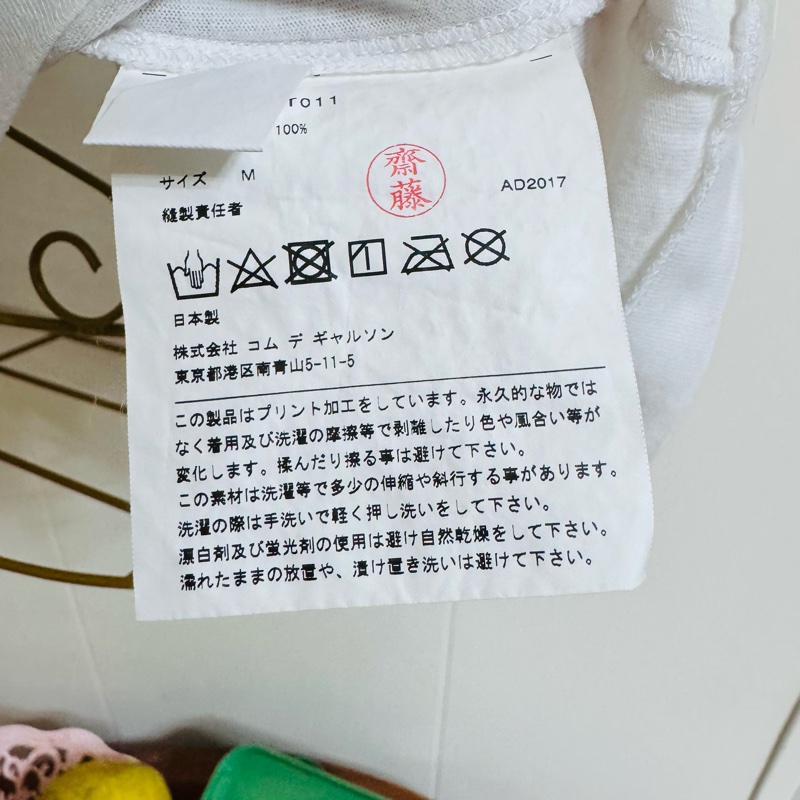 T011
100%
サイズ M
齋藤
AD2017
縫製責任者
日本製
株式会社 コム デ ギャルソン
東京都港区南青山5-11-5
この製品はプリント加工をしています。永久的な物では
なく着用及び洗濯の摩擦等で剥離したり色や風合い等が
変化します。揉んだり擦る事は避けて下さい。
この素材は洗濯等で多少の伸縮や斜行する事があります。
洗濯の際は手洗いで軽く押し洗いをして下さい。
漂白剤及び蛍光剤の使用は避け自然乾燥をして下さい。
濡れたままの放置や、漬け置き洗いは避けて下さい。